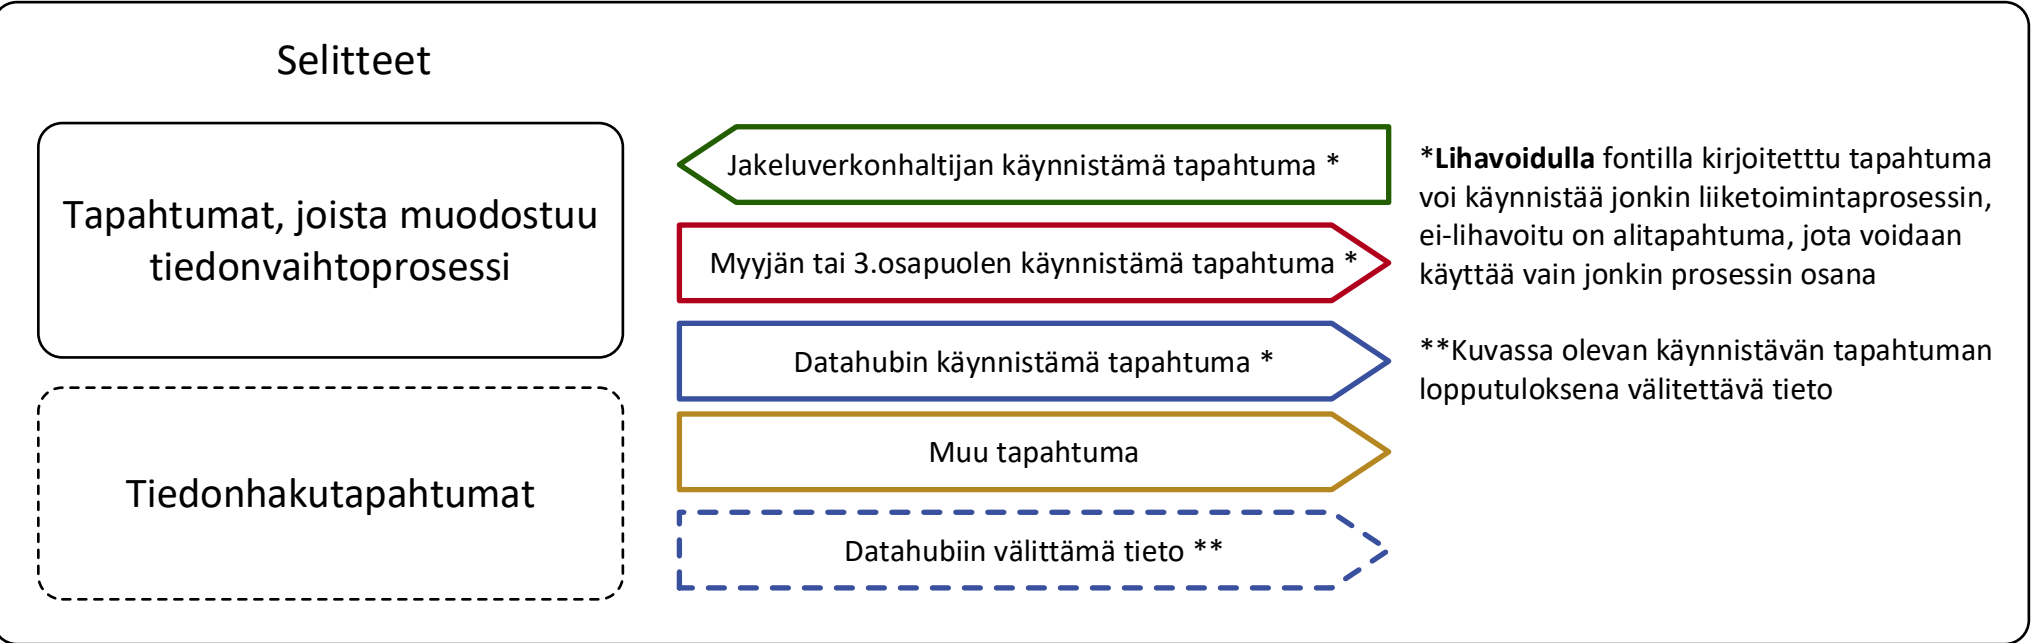 Selitteet
Tapahtumat, joista muodostuu
tiedonvaihtoprosessi
Tiedonhakutapahtumat
Jakeluverkonhaltijan käynnistämä tapahtuma *
Myyjän tai 3.osapuolen käynnistämä tapahtuma *
Datahubin käynnistämä tapahtuma *
Muu tapahtuma
Datahubiin välittämä tieto **
*Lihavoidulla fontilla kirjoitetttu tapahtuma
voi käynnistää jonkin liiketoimintaprosessin,
ei-lihavoitu on alitapahtuma, jota voidaan
käyttää vain jonkin prosessin osana
**Kuvassa olevan käynnistävän tapahtuman
lopputuloksena välitettävä tieto